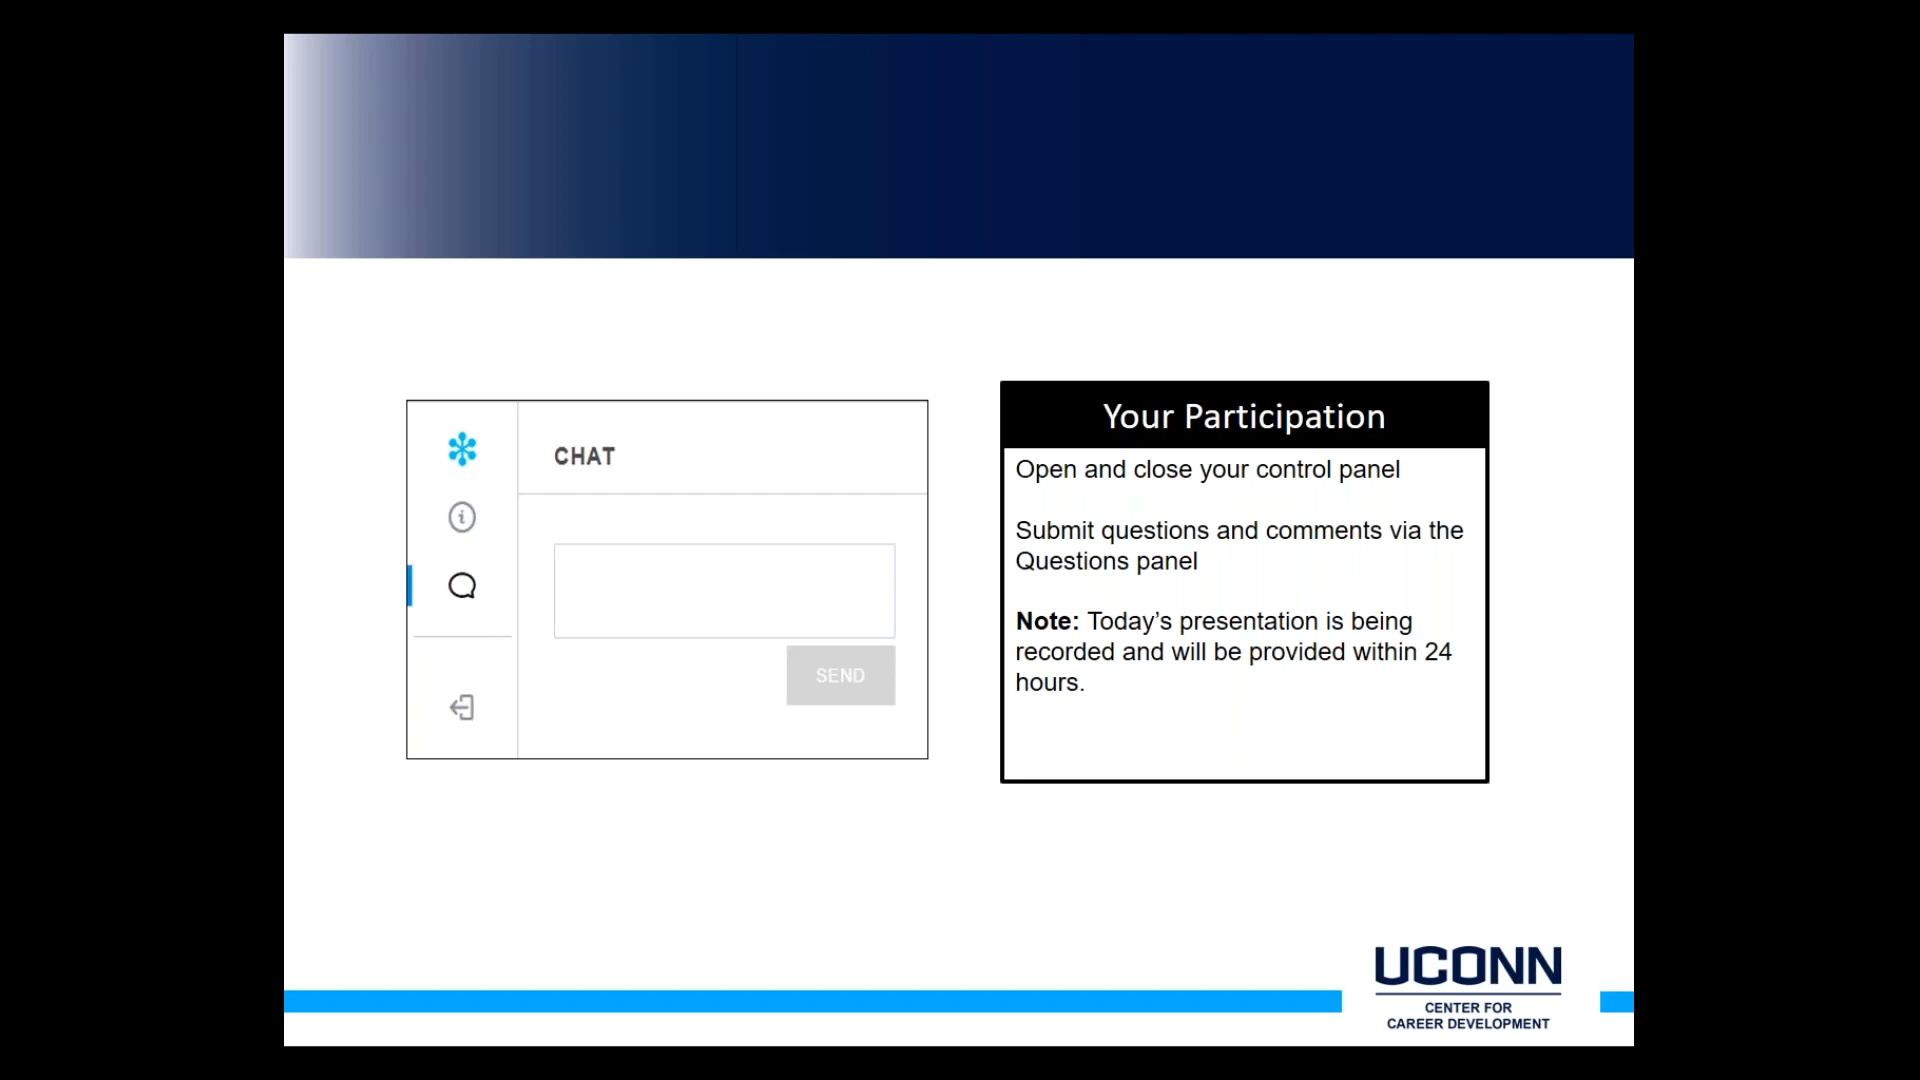 CHAT
SEND
Your Participation
Open and close your control panel
Submit questions and comments via the
Questions panel
Note: Today’s presentation is being
recorded and will be provided within 24
hours.
UCONN
CENTER FOR
CAREER DEVELOPMENT